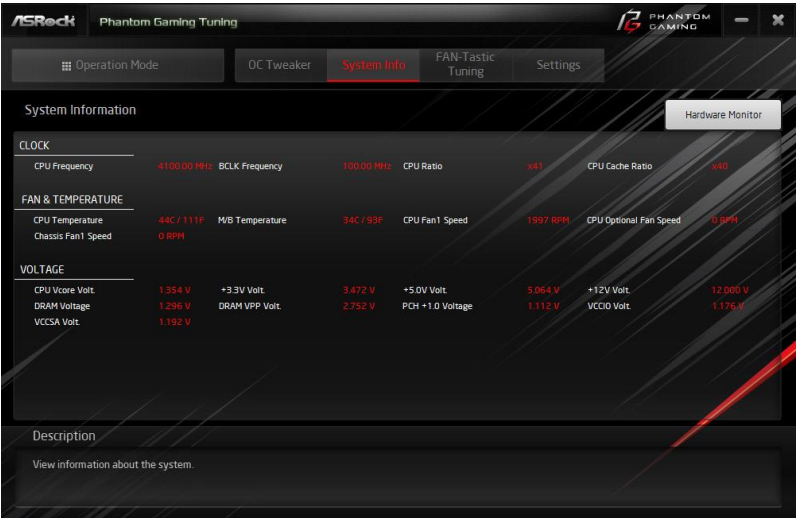 ASRock Phantom Gaming Tuning PHANTOM GAMING
Operation Mode OC Tweaker System Info FAN-Tastic Tuning Settings
System Information Hardware Monitor
CLOCK
CPU Frequency 4100.00 MHz BCLK Frequency 100.00 MHz CPU Ratio x41 CPU Cache Ratio x40
FAN & TEMPERATURE
CPU Temperature 44C / 111F M/B Temperature 34C / 93F CPU Fan1 Speed 1997 RPM CPU Optional Fan Speed 0 RPM
Chassis Fan1 Speed 0 RPM
VOLTAGE
CPU Vcore Volt. 1.354 V +3.3V Volt. 3.472 V +5.0V Volt. 5.064 V +12V Volt. 12.000 V
DRAM Voltage 1.296 V DRAM VPP Volt. 2.752 V PCH +1.0 Voltage 1.112 V VCCIO Volt. 1.176 V
VCCSA Volt. 1.192 V
Description
View information about the system.